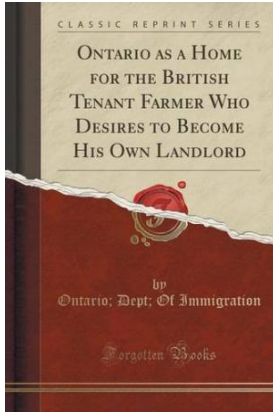 CLASSIC REPRINT SERIES
ONTARIO AS A HOME
FOR THE BRITISH
TENANT FARMER WHO
DESIRES TO BECOME
HIS OWN LANDLORD
by
Ontario; Dept; Of Immigration
Forgotten Books